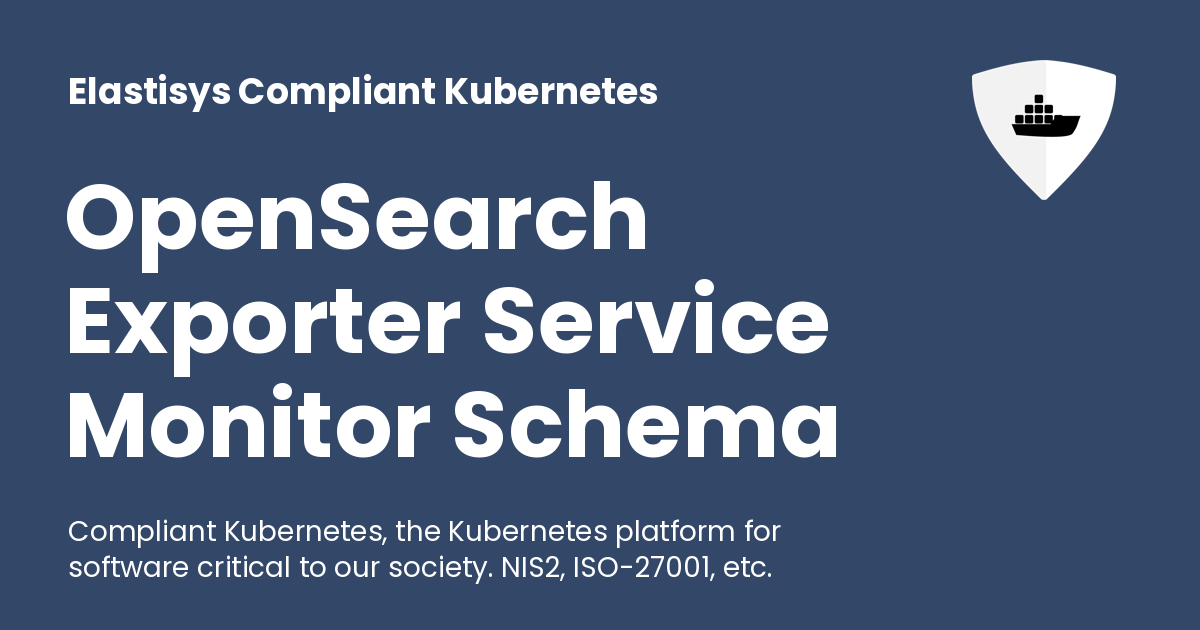 Elastisys Compliant Kubernetes
OpenSearch
Exporter Service
Monitor Schema
Compliant Kubernetes, the Kubernetes platform for
software critical to our society. NIS2, ISO-27001, etc.